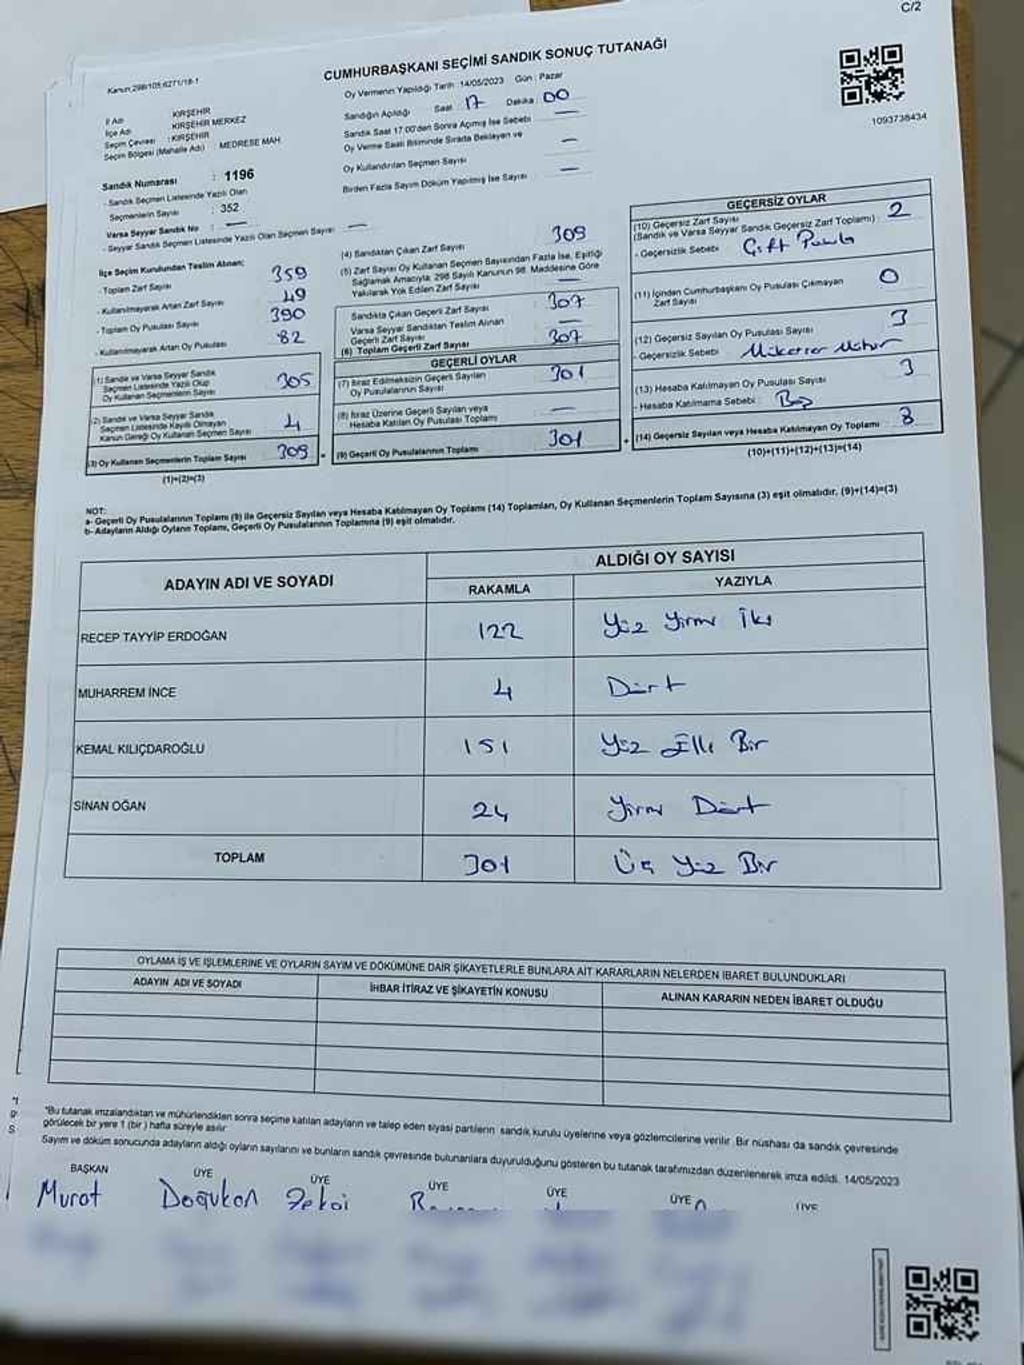 C/2
Kanun 298/105,6271/18-1
CUMHURBAŞKANI SEÇİMİ SANDIK SONUÇ TUTANAĞI
İl Adı : KIRŞEHİR
İlçe Adı : KIRŞEHİR MERKEZ
Seçim Çevresi : KIRŞEHİR
Seçim Bölgesi (Mahalle Adı) : MEDRESE MAH
Oy Vermenin Yapıldığı Tarih : 14/05/2023 Gün : Pazar
Sandığın Açıldığı Saat : 17 Dakika : 00
Sandık Saat 17.00'den Sonra Açılmış İse Sebebi —
Oy Verme Saati Bitiminde Sırada Bekleyen ve
Oy Kullandırılan Seçmen Sayısı —
Birden Fazla Sayım Döküm Yapılmış İse Sayısı —
1093738434
Sandık Numarası : 1196
- Sandık Seçmen Listesinde Yazılı Olan
Seçmenlerin Sayısı : 352
Varsa Seyyar Sandık No : —
- Seyyar Sandık Seçmen Listesinde Yazılı Olan Seçmen Sayısı —
İlçe Seçim Kurulundan Teslim Alınan;
- Toplam Zarf Sayısı 359
- Kullanılmayarak Artan Zarf Sayısı 49
- Toplam Oy Pusulası Sayısı 390
- Kullanılmayarak Artan Oy Pusulası 82
(1) Sandık ve Varsa Seyyar Sandık
Seçmen Listesinde Yazılı Olup
Oy Kullanan Seçmenlerin Sayısı 305
(2) Sandık ve Varsa Seyyar Sandık
Seçmen Listesinde Kayıtlı Olmayan
Kanun Gereği Oy Kullanan Seçmen Sayısı 4
(3) Oy Kullanan Seçmenlerin Toplam Sayısı 309
(1)+(2)=(3)
(4) Sandıktan Çıkan Zarf Sayısı 309
(5) Zarf Sayısı Oy Kullanan Seçmen Sayısından Fazla İse, Eşitliği
Sağlamak Amacıyla; 298 Sayılı Kanunun 98. Maddesine Göre
Yakılarak Yok Edilen Zarf Sayısı —
Sandıkta Çıkan Geçerli Zarf Sayısı 307
Varsa Seyyar Sandıktan Teslim Alınan
Geçerli Zarf Sayısı —
(6) Toplam Geçerli Zarf Sayısı 307
GEÇERLİ OYLAR
(7) İtiraz Edilmeksizin Geçerli Sayılan
Oy Pusulalarının Sayısı 301
(8) İtiraz Üzerine Geçerli Sayılan veya
Hesaba Katılan Oy Pusulası Toplamı —
(9) Geçerli Oy Pusulalarının Toplamı 301
GEÇERSİZ OYLAR
(10) Geçersiz Zarf Sayısı
(Sandık ve Varsa Seyyar Sandık Geçersiz Zarf Toplamı) : 2
- Geçersizlik Sebebi : Çift Pusula
(11) İçinden Cumhurbaşkanı Oy Pusulası Çıkmayan
Zarf Sayısı 0
(12) Geçersiz Sayılan Oy Pusulası Sayısı 3
- Geçersizlik Sebebi Mükerrer Mühür
(13) Hesaba Katılmayan Oy Pusulası Sayısı 3
- Hesaba Katılmama Sebebi : Boş
(14) Geçersiz Sayılan veya Hesaba Katılmayan Oy Toplamı 8
(10)+(11)+(12)+(13)=(14)
NOT:
a- Geçerli Oy Pusulalarının Toplamı (9) ile Geçersiz Sayılan veya Hesaba Katılmayan Oy Toplamı (14) Toplamları, Oy Kullanan Seçmenlerin Toplam Sayısına (3) eşit olmalıdır. (9)+(14)=(3)
b- Adayların Aldığı Oyların Toplamı, Geçerli Oy Pusulalarının Toplamına (9) eşit olmalıdır.
ADAYIN ADI VE SOYADI ALDIĞI OY SAYISI
RAKAMLA YAZIYLA
RECEP TAYYİP ERDOĞAN 122 Yüz Yirmi İki
MUHARREM İNCE 4 Dört
KEMAL KILIÇDAROĞLU 151 Yüz Elli Bir
SİNAN OĞAN 24 Yirmi Dört
TOPLAM 301 Üç Yüz Bir
OYLAMA İŞ VE İŞLEMLERİNE VE OYLARIN SAYIM VE DÖKÜMÜNE DAİR ŞİKAYETLERLE BUNLARA AİT KARARLARIN NELERDEN İBARET BULUNDUKLARI
ADAYIN ADI VE SOYADI İHBAR İTİRAZ VE ŞİKAYETİN KONUSU ALINAN KARARIN NEDEN İBARET OLDUĞU
*Bu tutanak imzalandıktan ve mühürlendikten sonra seçime katılan adayların ve talep eden siyasi partilerin sandık kurulu üyelerine veya gözlemcilerine verilir. Bir nüshası da sandık çevresinde
görülecek bir yere 1 (bir) hafta süreyle asılır.
Sayım ve döküm sonucunda adayların aldığı oyların sayılarını ve bunların sandık çevresinde bulunanlara duyurulduğunu gösteren bu tutanak tarafımızdan düzenlenerek imza edildi. 14/05/2023
BAŞKAN ÜYE ÜYE ÜYE ÜYE ÜYE ÜYE
Murat Doğukan Zekai